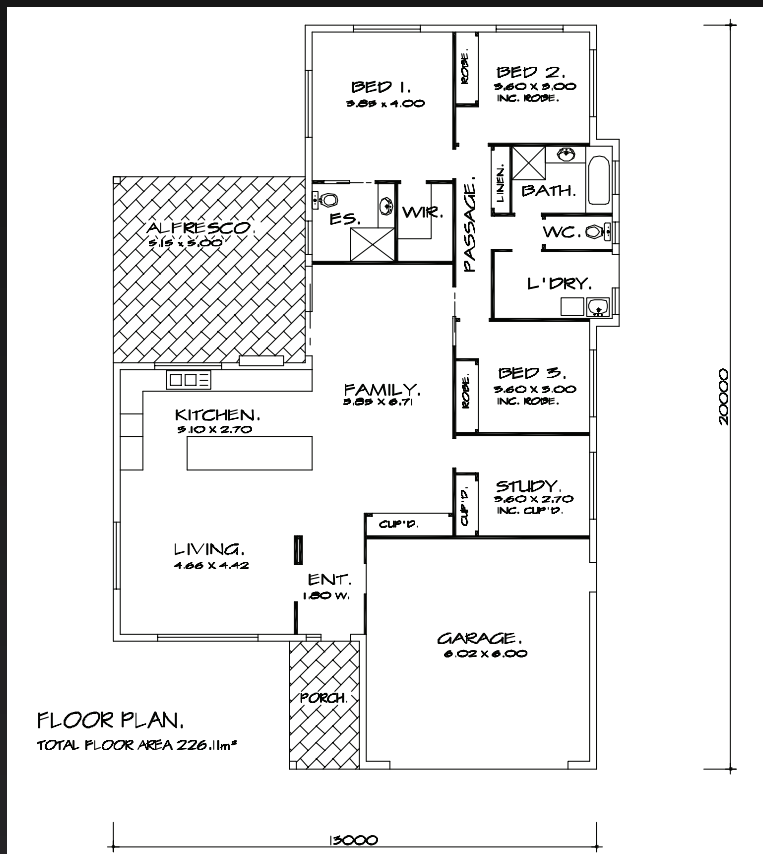 BED 1.
3.83 x 4.00
ROBE.
BED 2.
3.60 x 3.00
INC. ROBE.
LINEN.
BATH.
PASSAGE.
ES.
WIR.
WC.
ALFRESCO.
5.15 x 5.00
L'DRY.
FAMILY.
3.83 x 6.71
ROBE.
BED 3.
3.60 x 3.00
INC. ROBE.
KITCHEN.
5.10 x 2.70
20000
CUP'D.
STUDY.
3.60 x 2.70
INC. CUP'D.
CUP'D.
LIVING.
4.66 x 4.42
ENT.
1.80 W.
GARAGE.
6.02 x 6.00
PORCH.
FLOOR PLAN.
TOTAL FLOOR AREA 226.11m²
13000